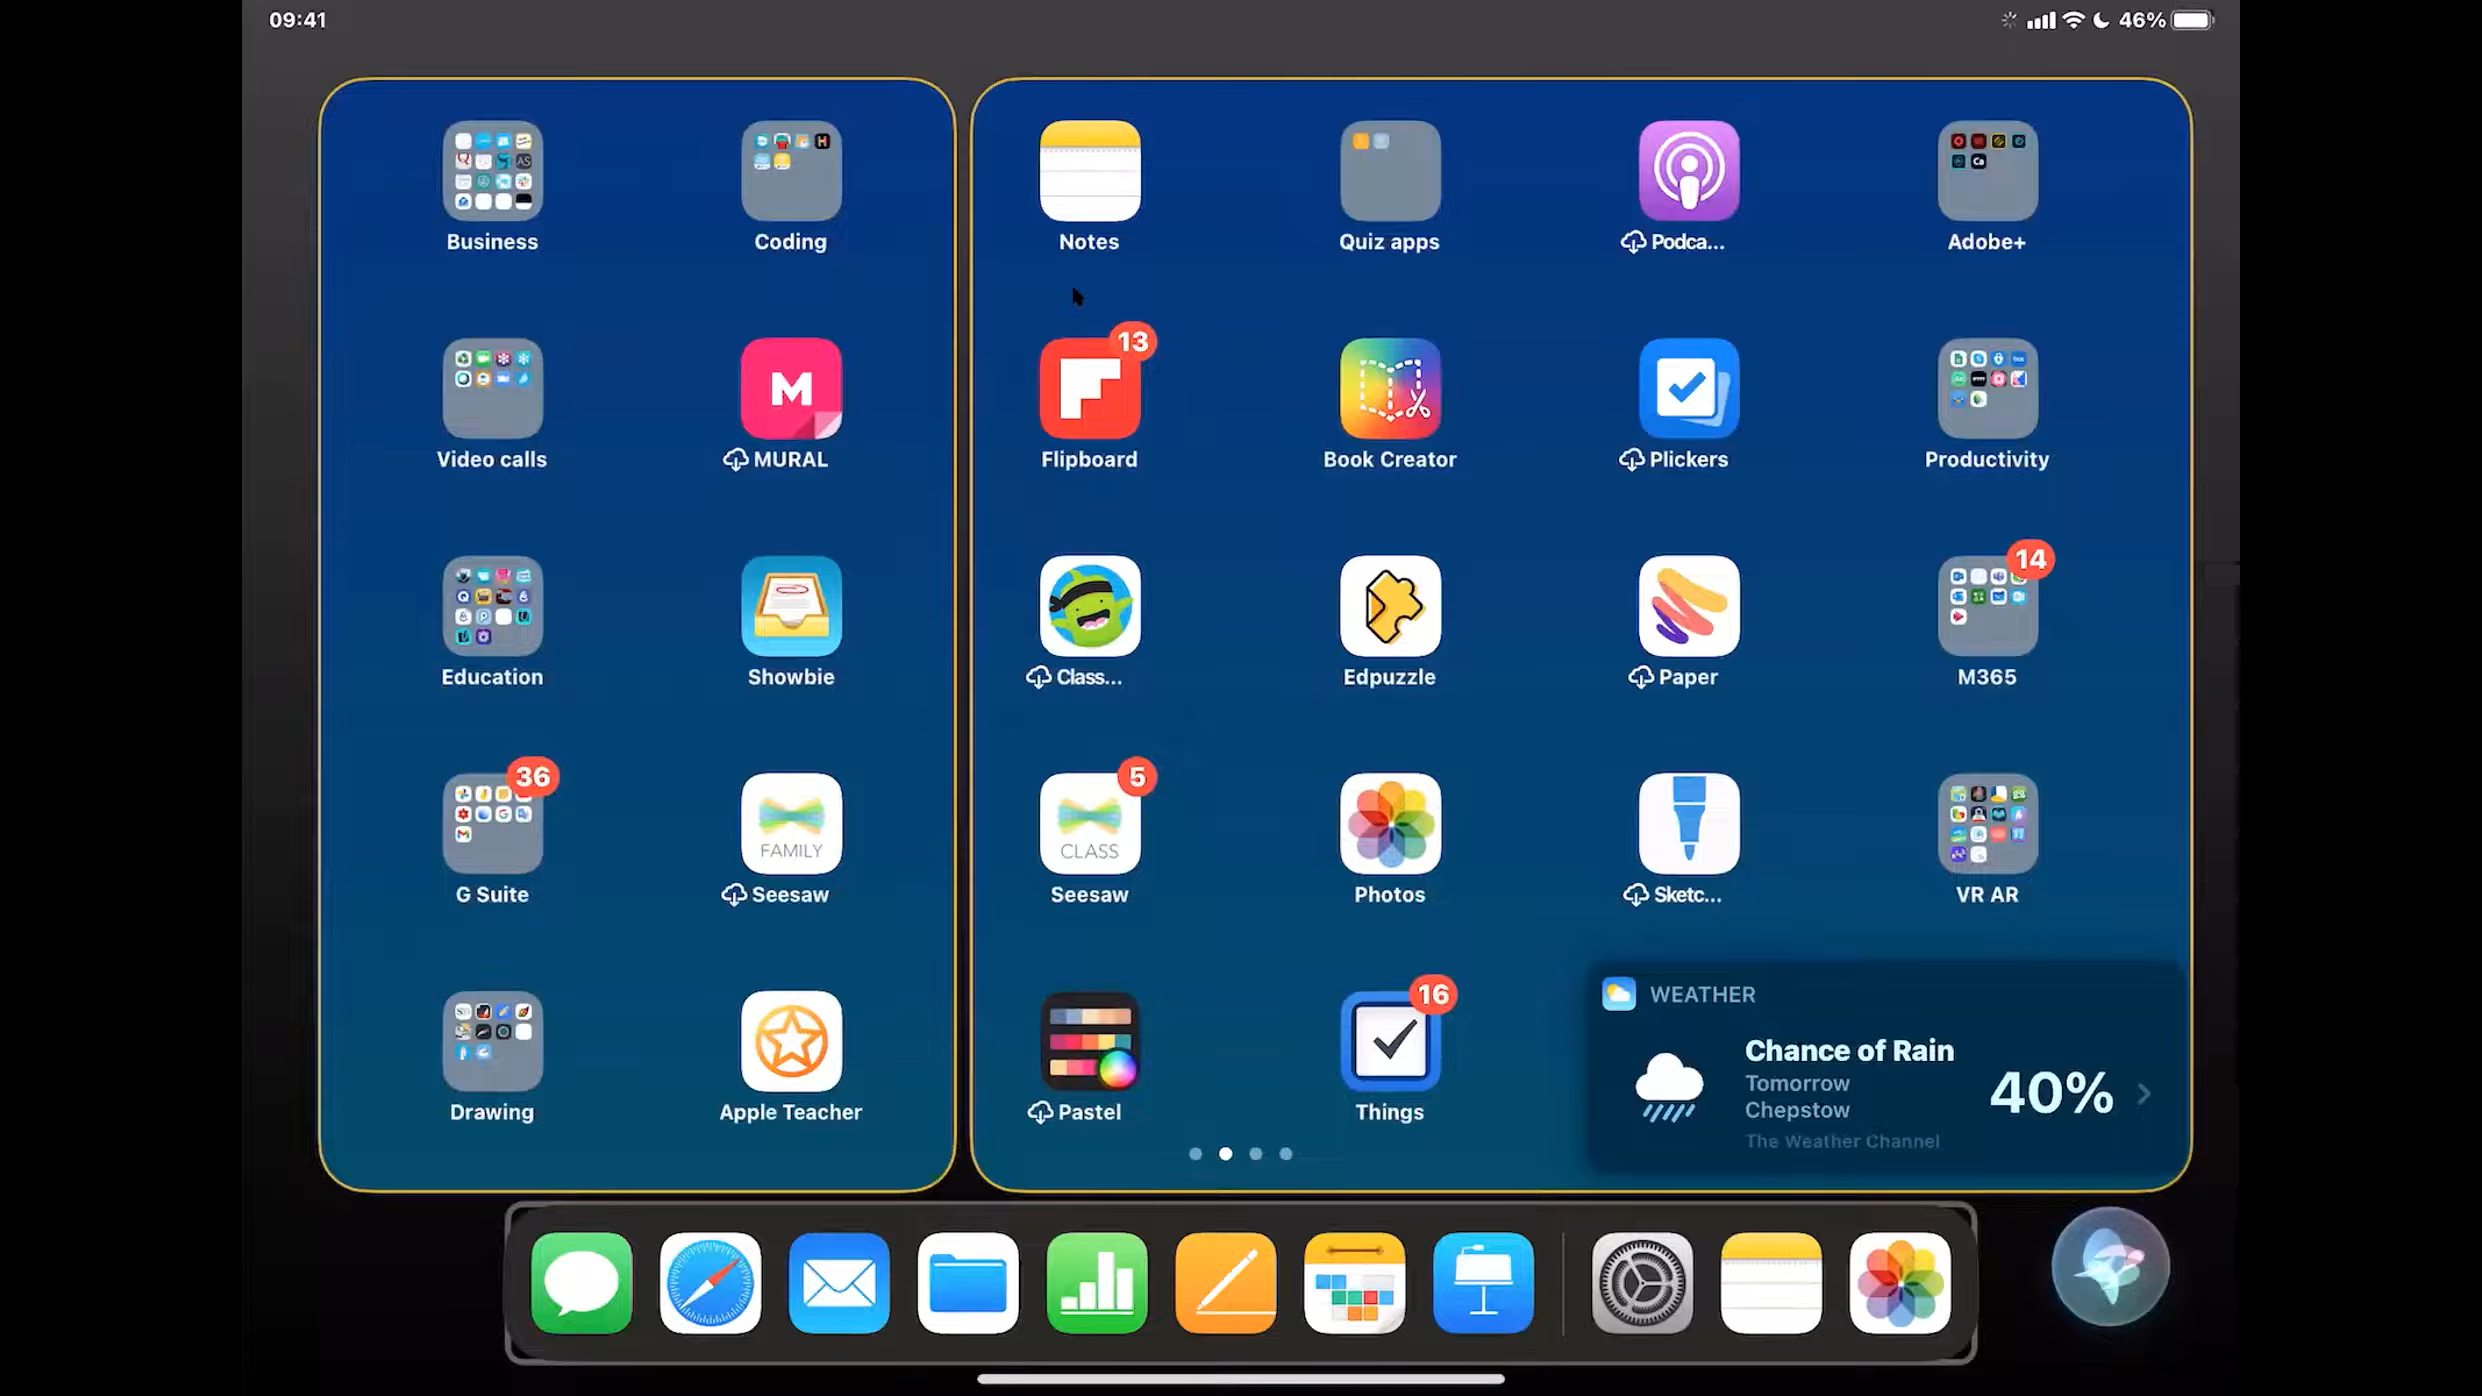 09:41
46%
Business
Coding
Notes
Quiz apps
Podca...
Adobe+
13
Video calls
M
MURAL
Flipboard
Book Creator
Plickers
Productivity
14
Education
Showbie
Class...
Edpuzzle
Paper
M365
36
FAMILY
5
CLASS
G Suite
Seesaw
Seesaw
Photos
Sketc...
VR AR
16
Drawing
Apple Teacher
Pastel
Things
WEATHER
Chance of Rain
Tomorrow
Chepstow
40%
The Weather Channel